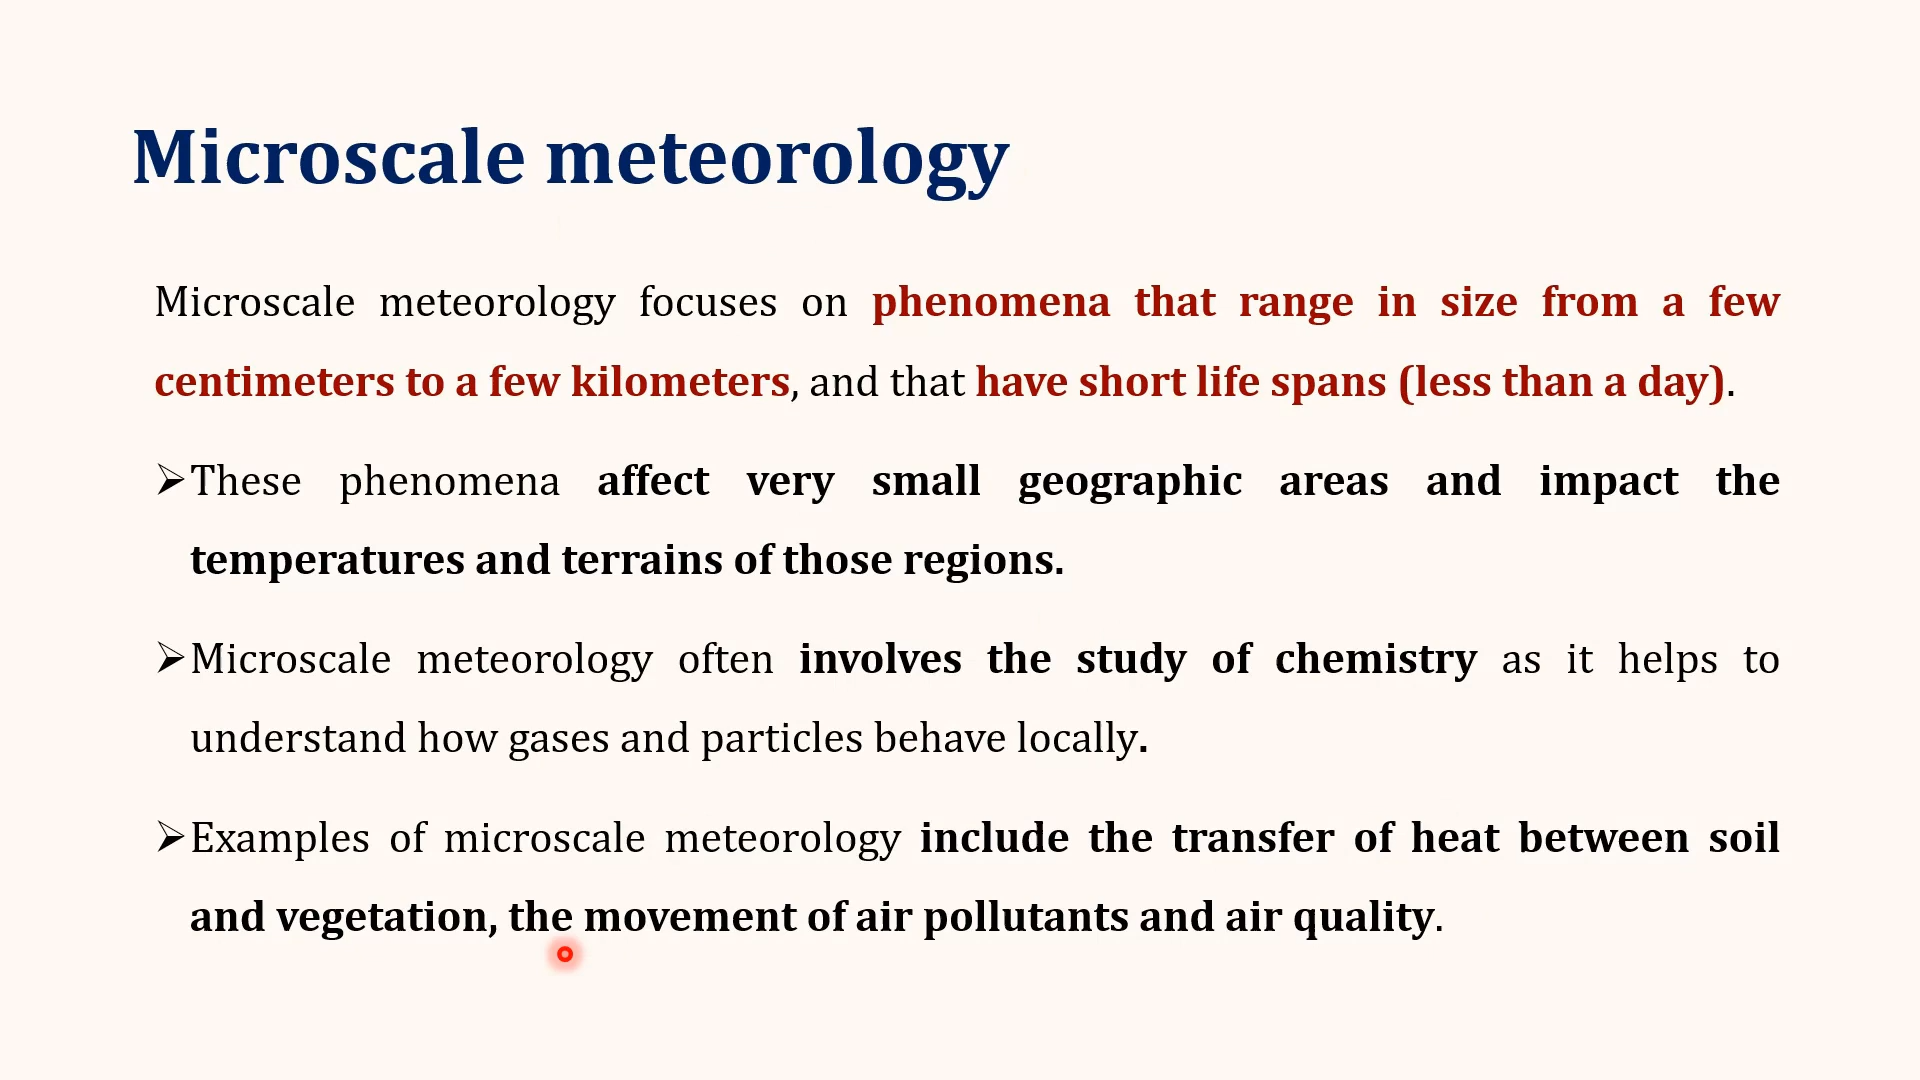 Microscale meteorology
Microscale meteorology focuses on phenomena that range in size from a few
centimeters to a few kilometers, and that have short life spans (less than a day).
➢These phenomena affect very small geographic areas and impact the
temperatures and terrains of those regions.
➢Microscale meteorology often involves the study of chemistry as it helps to
understand how gases and particles behave locally.
➢Examples of microscale meteorology include the transfer of heat between soil
and vegetation, the movement of air pollutants and air quality.